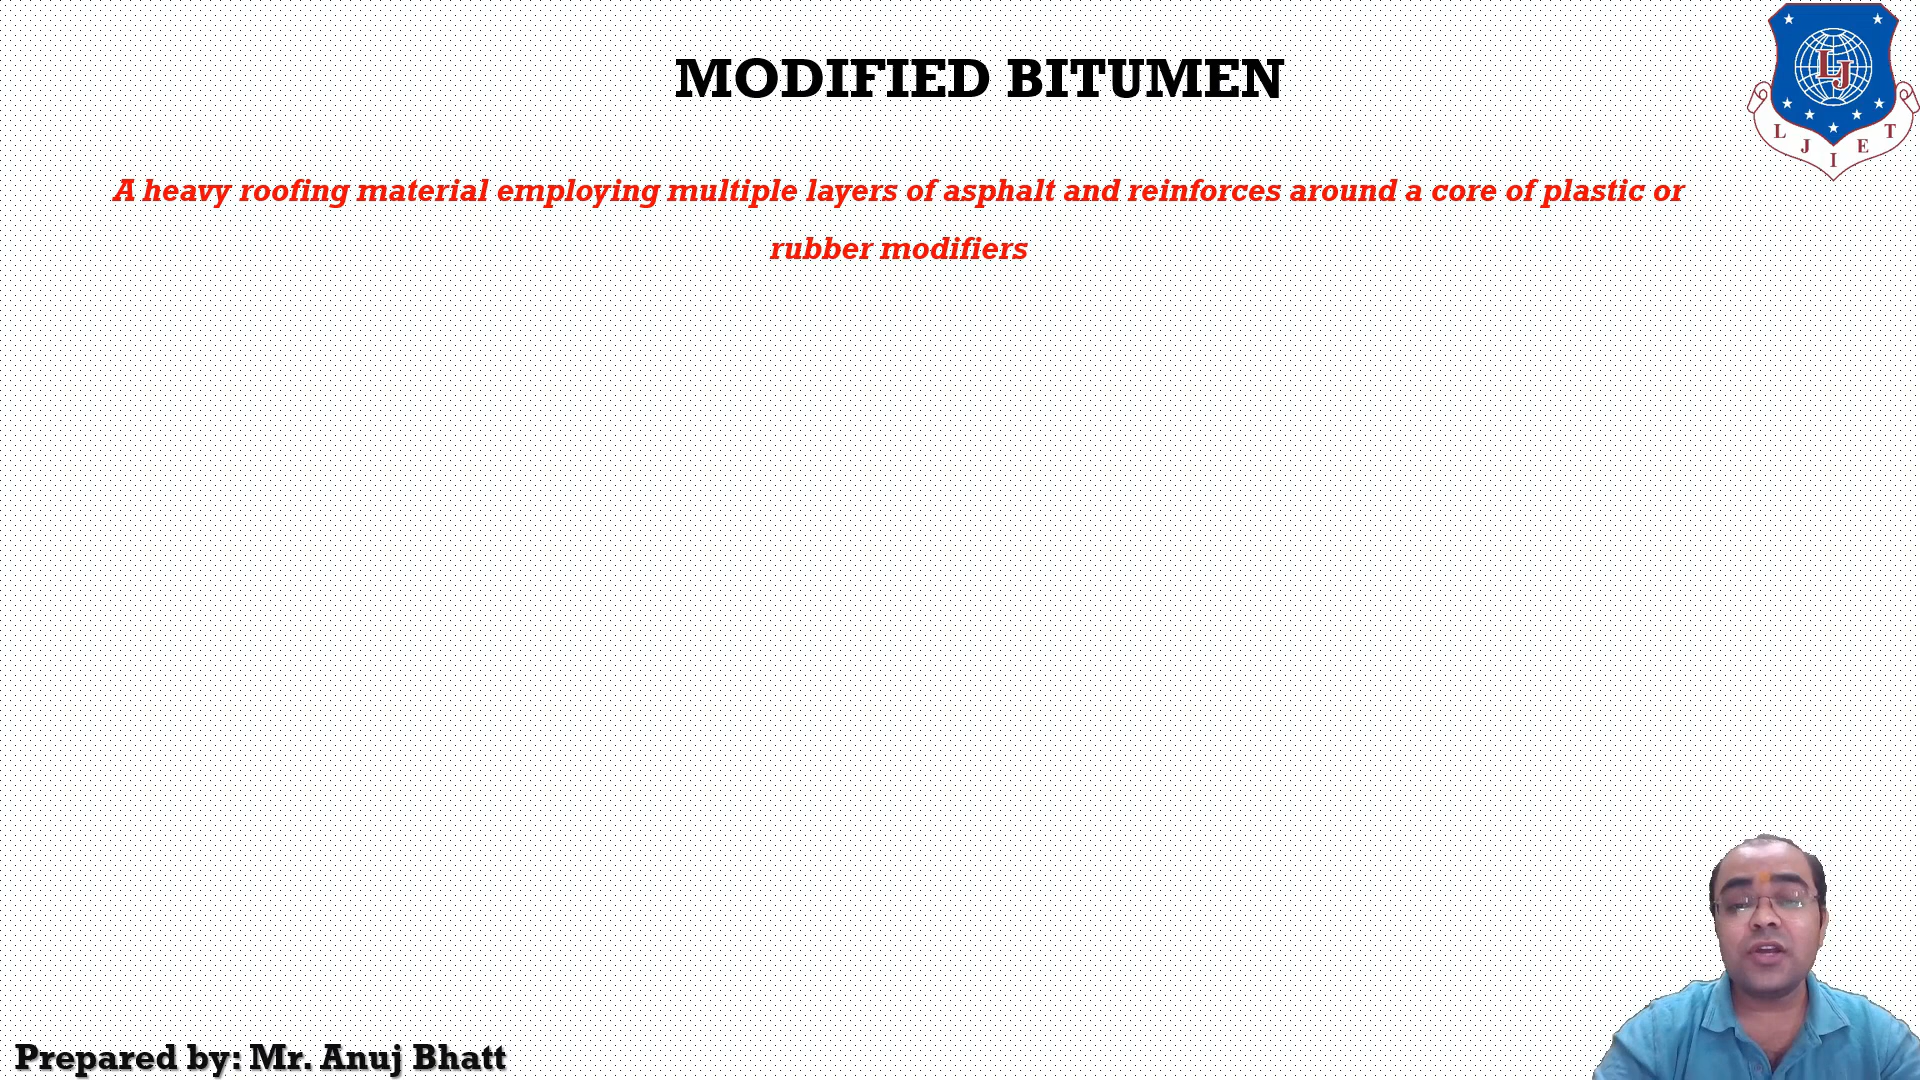 MODIFIED BITUMEN
A heavy roofing material employing multiple layers of asphalt and reinforces around a core of plastic or
rubber modifiers
LJ
L J I E T
Prepared by: Mr. Anuj Bhatt